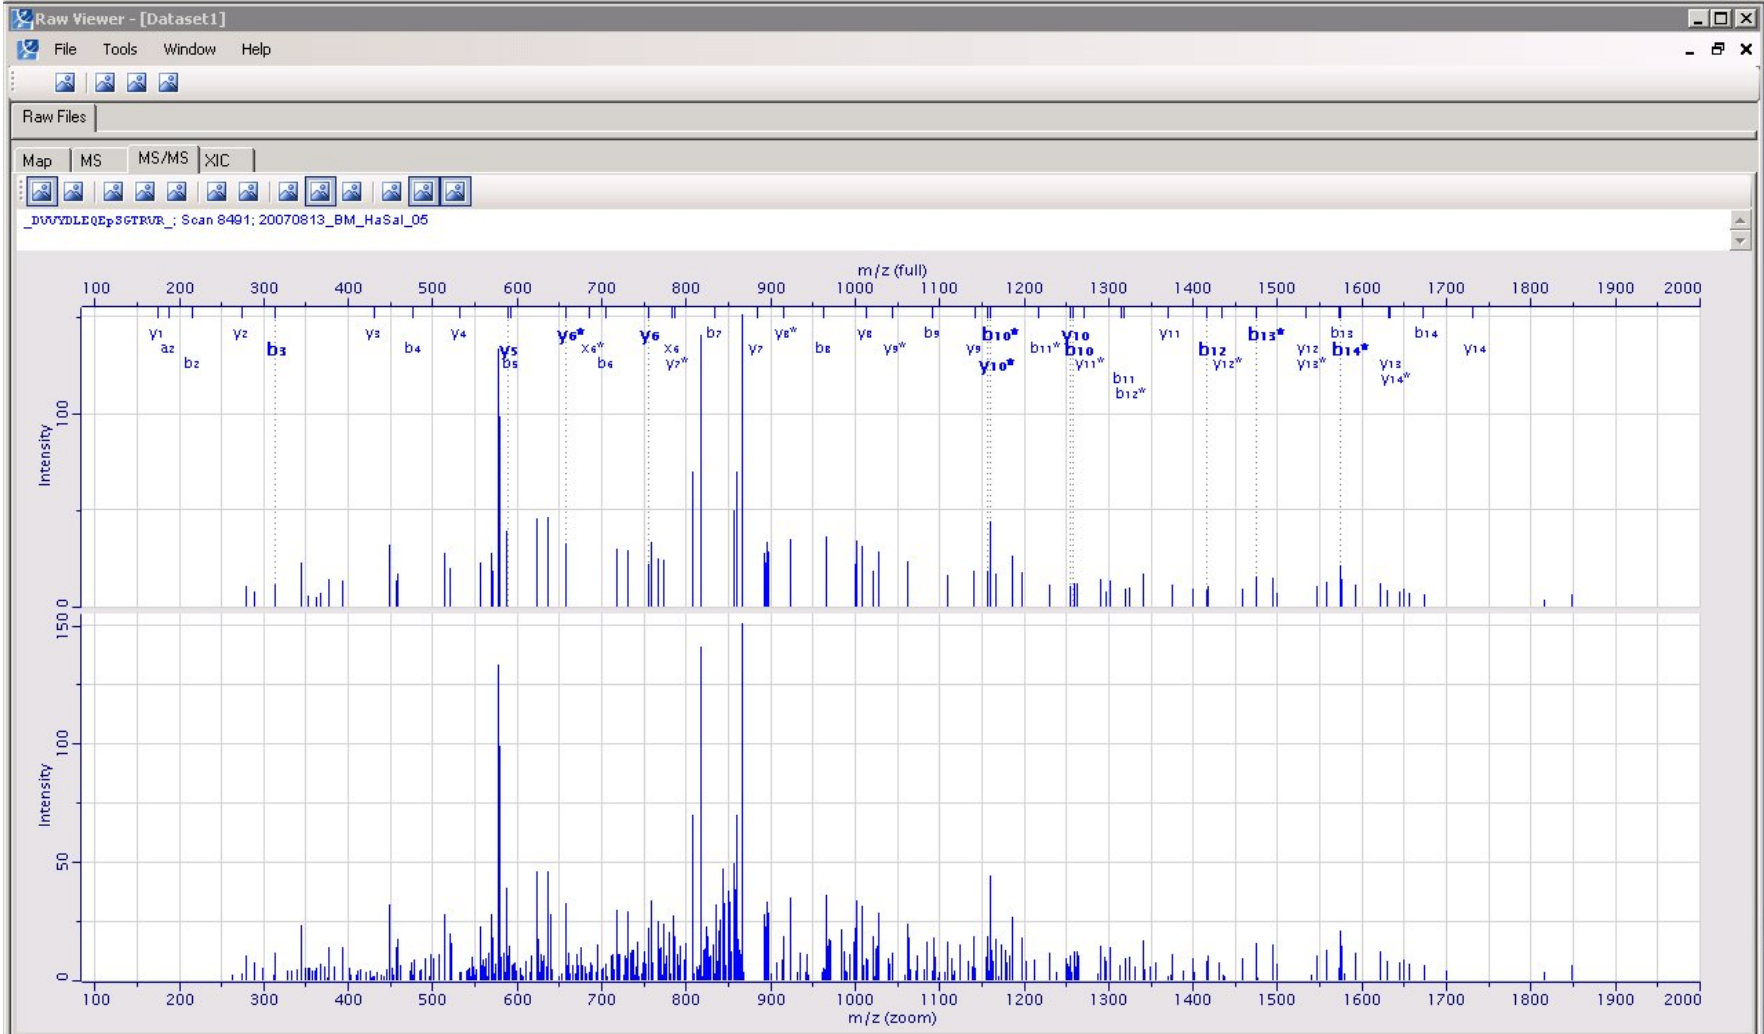 Raw Viewer - [Dataset1]
File Tools Window Help
Raw Files
Map MS MS/MS XIC
_DVVYDLEQEpSGTRVR_; Scan 8491; 20070813_BM_HaSal_05
m/z (full)
100 200 300 400 500 600 700 800 900 1000 1100 1200 1300 1400 1500 1600 1700 1800 1900 2000
y1 y2 y3 y4 y6* y6 b7 y8* y8 b9 b10* y10 y11 b13* b13 b14
a2 b3 b4 y5 x6* x6 y7 b8 y9* y9 b11* b10 b12 y12 b14* y14
b2 b5 b6 y7* y10* y11* y12* y13* y13
b11 y14*
b12*
Intensity
100
0
150
100
Intensity
50
0
100 200 300 400 500 600 700 800 900 1000 1100 1200 1300 1400 1500 1600 1700 1800 1900 2000
m/z (zoom)